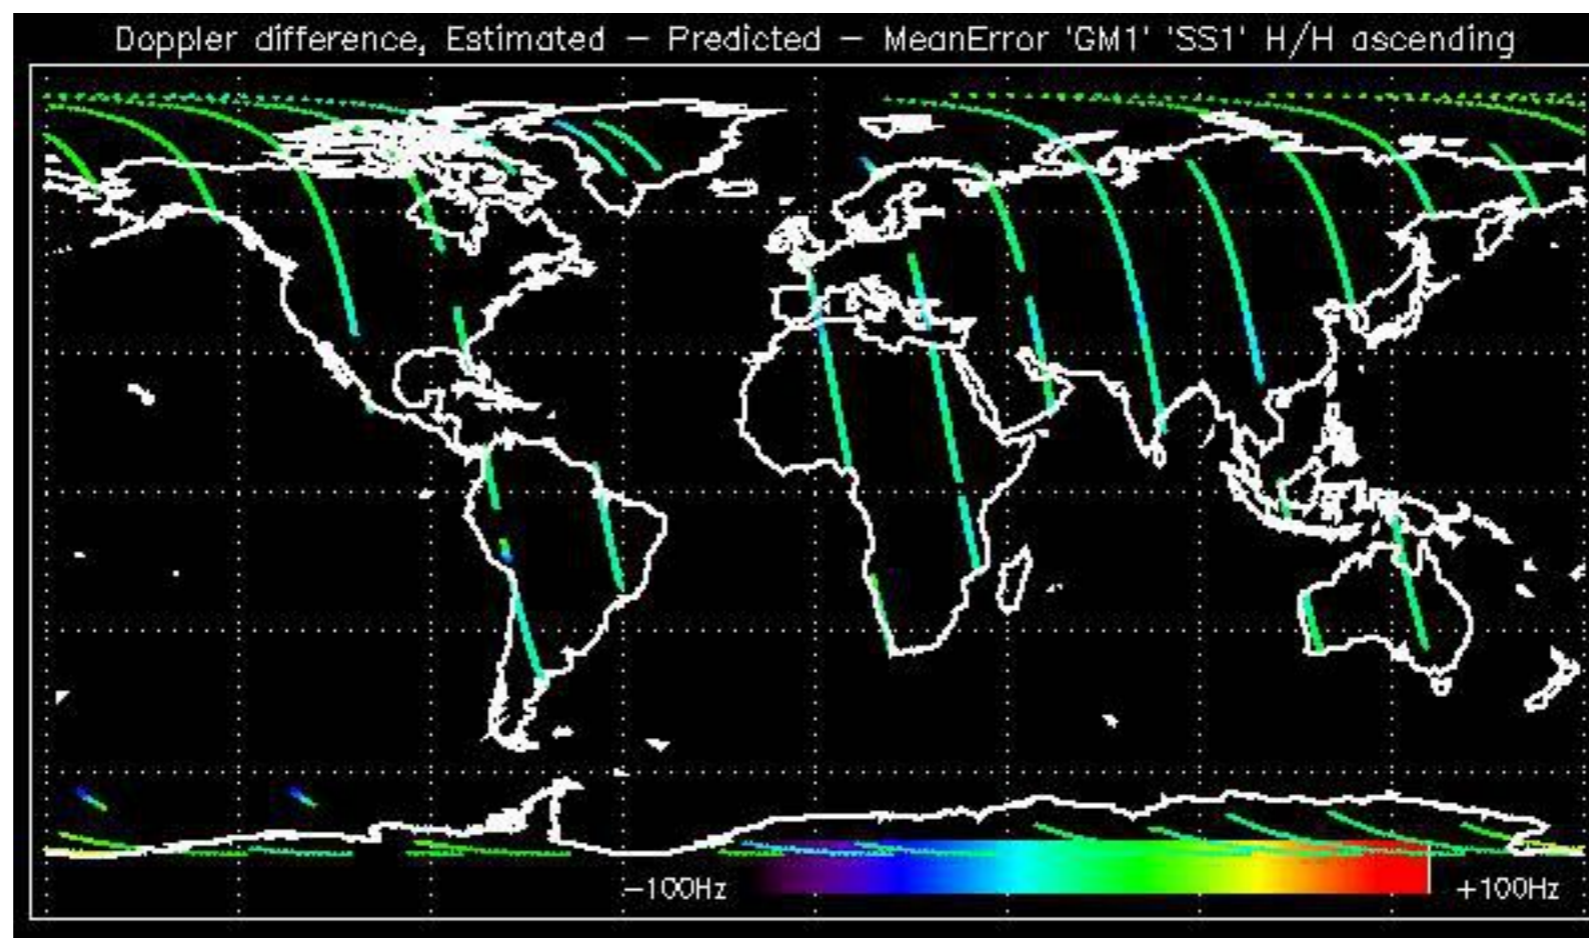 Doppler difference, Estimated – Predicted – MeanError 'GM1' 'SS1' H/H ascending
−100Hz +100Hz